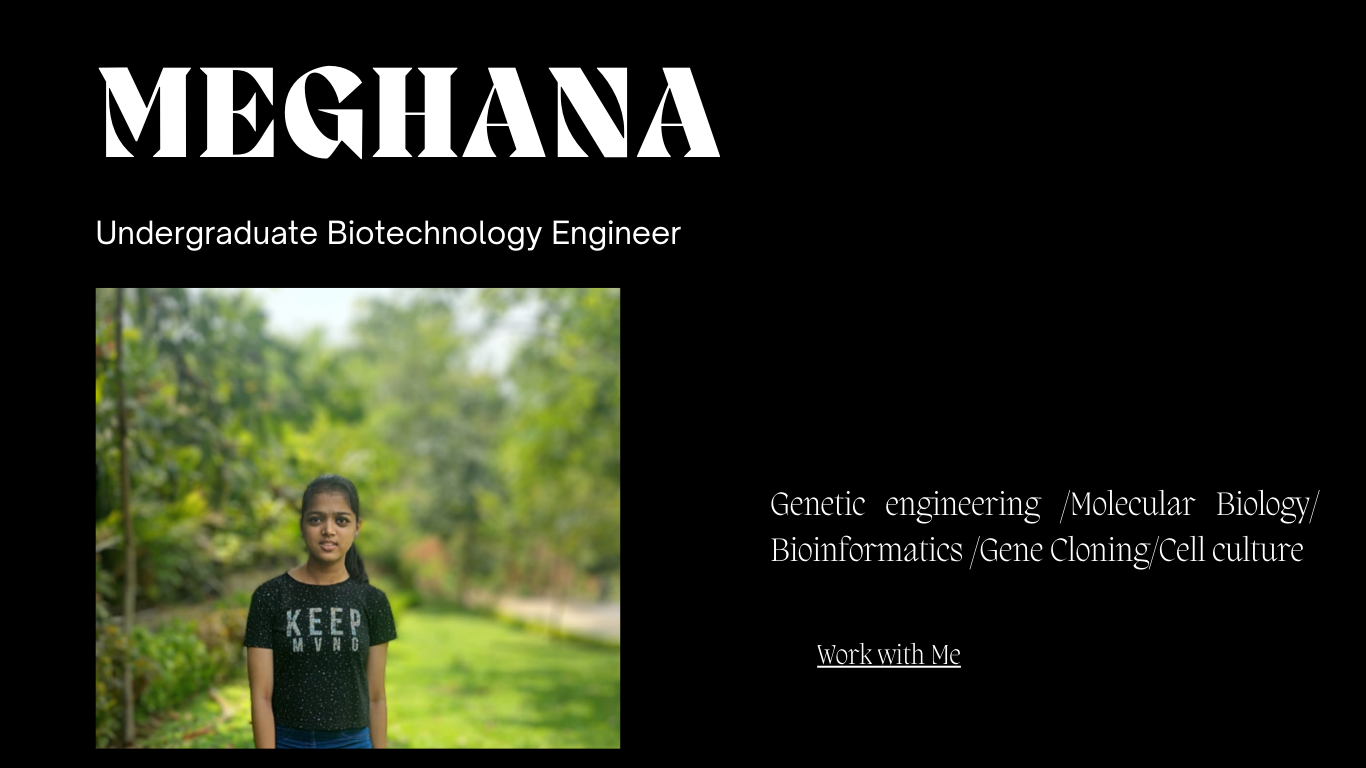 MEGHANA
Undergraduate Biotechnology Engineer
KEEP
MVNG
Genetic engineering /Molecular Biology/
Bioinformatics /Gene Cloning/Cell culture
Work with Me